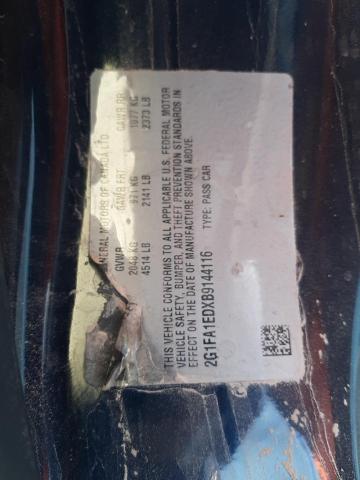 GENERAL MOTORS OF CANADA LTD
GVWR GAWR FRT GAWR RR
2048 KG 971 KG 1077 KG
4514 LB 2141 LB 2373 LB
THIS VEHICLE CONFORMS TO ALL APPLICABLE U.S. FEDERAL MOTOR
VEHICLE SAFETY, BUMPER, AND THEFT PREVENTION STANDARDS IN
EFFECT ON THE DATE OF MANUFACTURE SHOWN ABOVE.
2G1FA1EDXB9144116 TYPE: PASS CAR